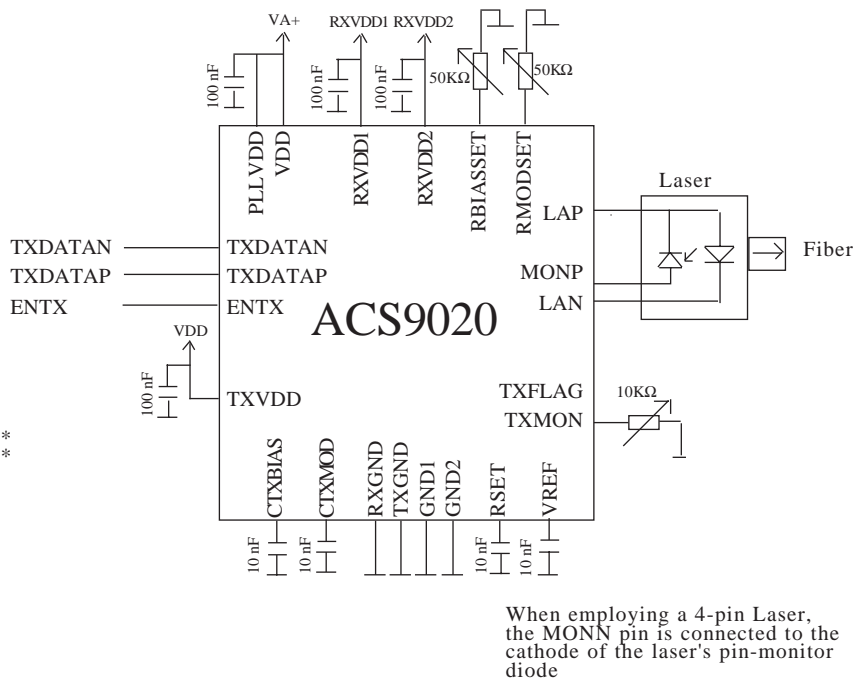 VA+
RXVDD1 RXVDD2
100 nF
100 nF
100 nF
50KΩ
50KΩ
PLLVDD
VDD
RXVDD1
RXVDD2
RBIASSET
RMODSET
Laser
LAP
TXDATAN
TXDATAN
Fiber
TXDATAP
TXDATAP
MONP
ENTX
ENTX
LAN
ACS9020
VDD
100 nF
TXVDD
TXFLAG
10KΩ
TXMON
*
*
CTXBIAS
CTXMOD
RXGND
TXGND
GND1
GND2
RSET
VREF
10 nF
10 nF
10 nF
10 nF
When employing a 4-pin Laser,
the MONN pin is connected to the
cathode of the laser's pin-monitor
diode